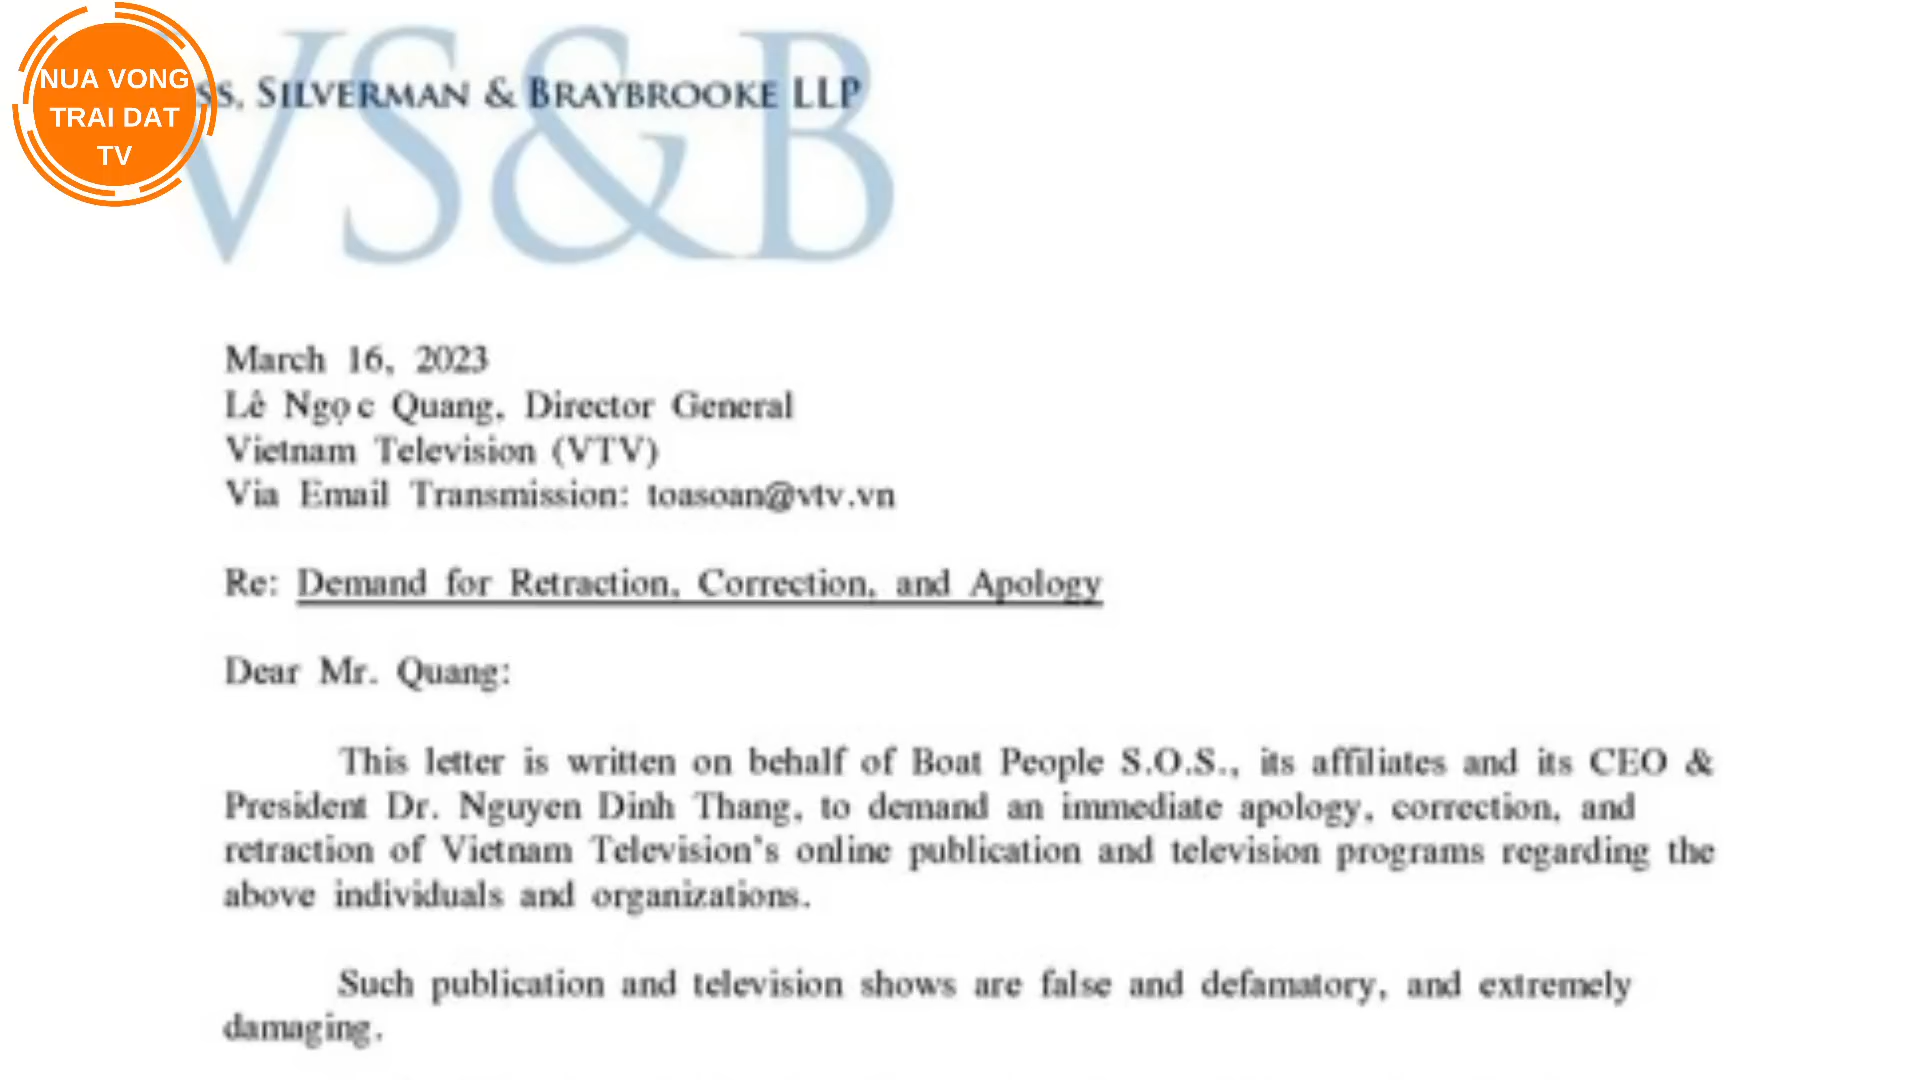 NUA VONG
TRAI DAT
TV
SS, SILVERMAN & BRAYBROOKE LLP
VS&B
March 16, 2023
Lê Ngọc Quang, Director General
Vietnam Television (VTV)
Via Email Transmission: toasoan@vtv.vn
Re: Demand for Retraction, Correction, and Apology
Dear Mr. Quang:
This letter is written on behalf of Boat People S.O.S., its affiliates and its CEO &
President Dr. Nguyen Dinh Thang, to demand an immediate apology, correction, and
retraction of Vietnam Television's online publication and television programs regarding the
above individuals and organizations.
Such publication and television shows are false and defamatory, and extremely
damaging.